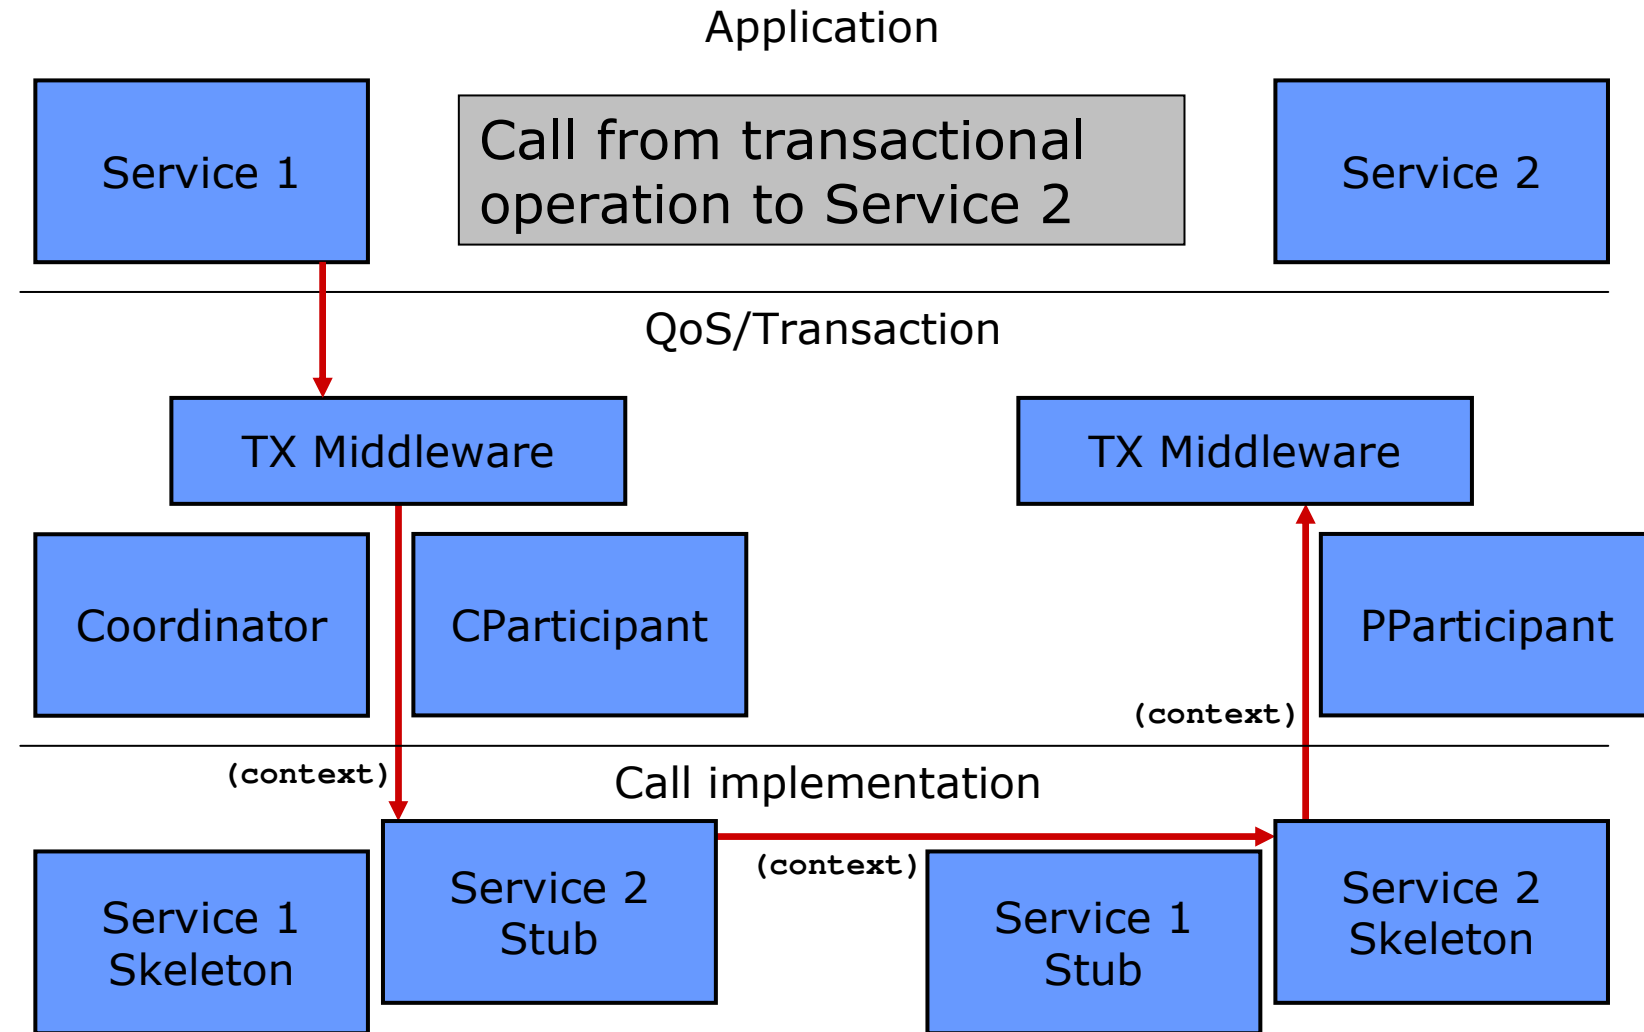 Application
Service 1
Call from transactional
operation to Service 2
Service 2
QoS/Transaction
TX Middleware
TX Middleware
Coordinator
CParticipant
PParticipant
(context)
(context)
Call implementation
(context)
Service 1
Skeleton
Service 2
Stub
Service 1
Stub
Service 2
Skeleton